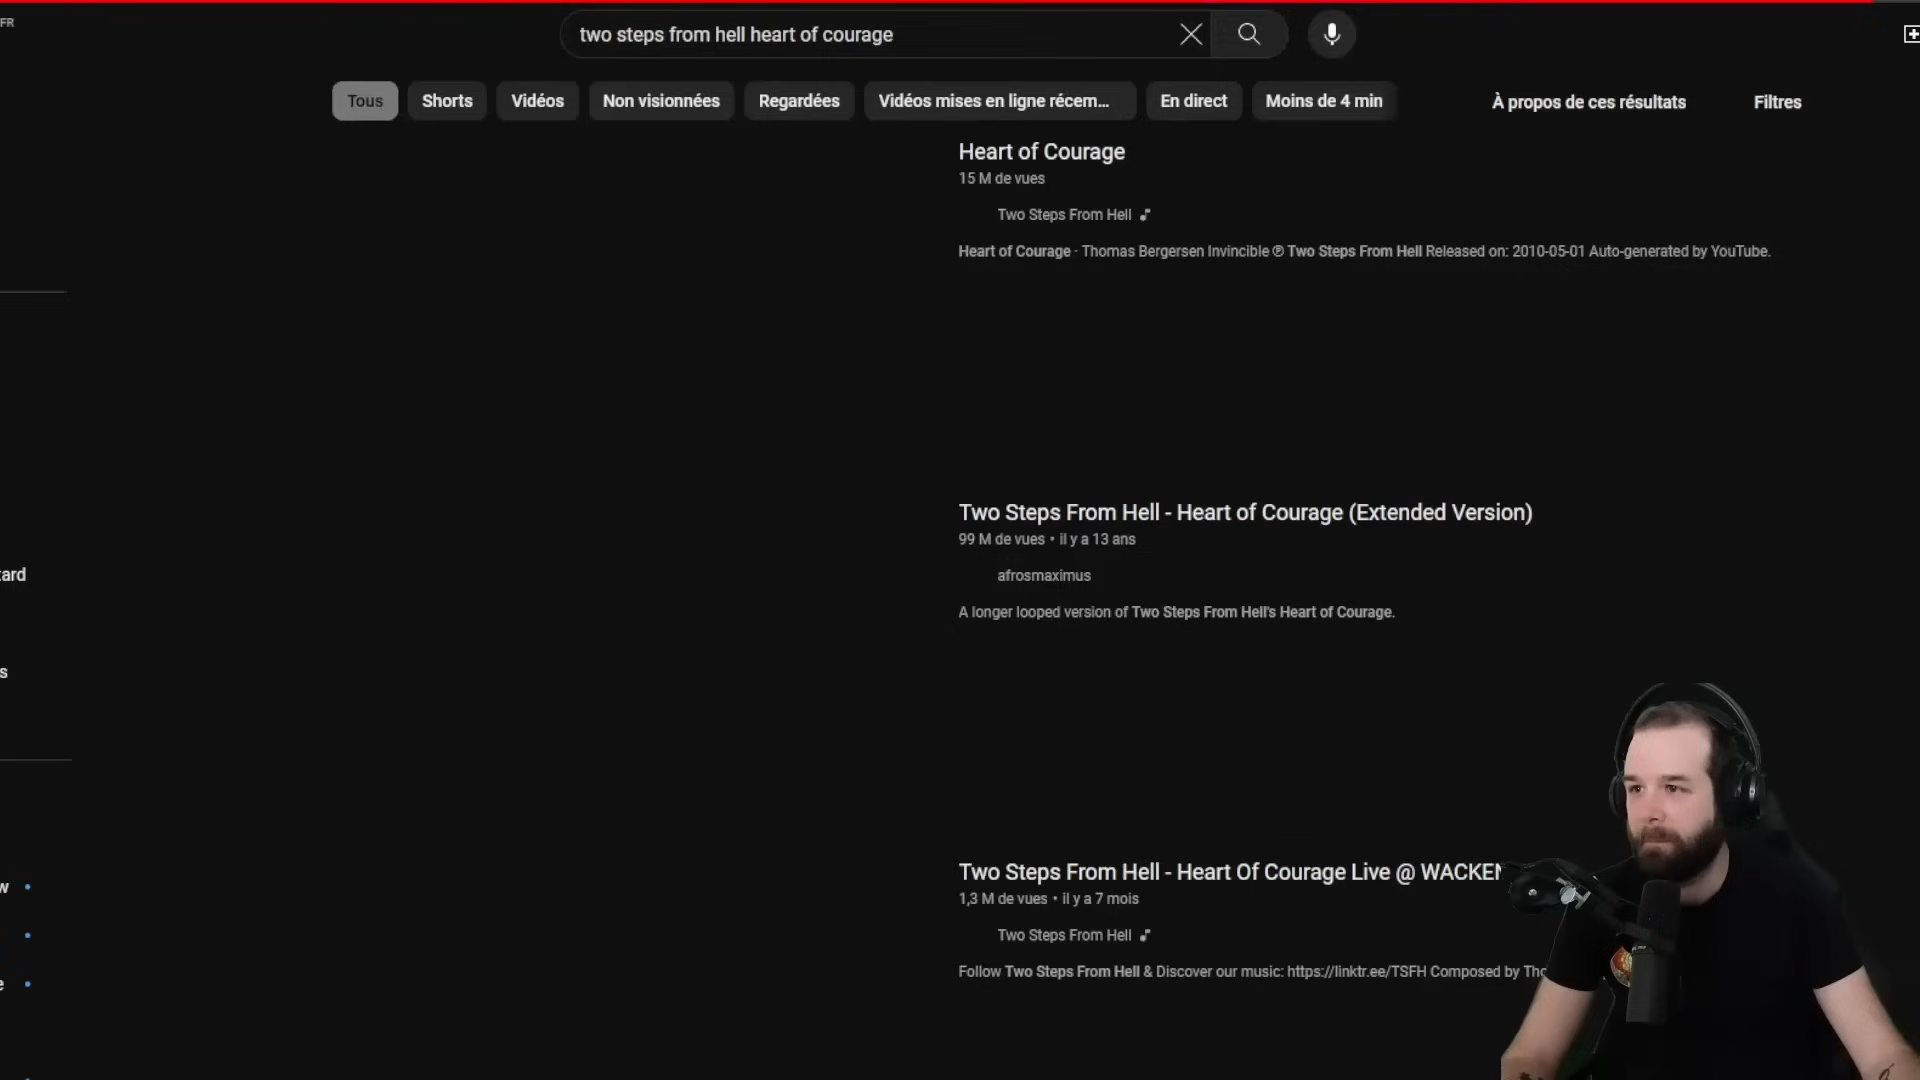 FR
two steps from hell heart of courage
Tous
Shorts
Vidéos
Non visionnées
Regardées
Vidéos mises en ligne récem...
En direct
Moins de 4 min
À propos de ces résultats
Filtres
Heart of Courage
15 M de vues
Two Steps From Hell
Heart of Courage · Thomas Bergersen Invincible ℗ Two Steps From Hell Released on: 2010-05-01 Auto-generated by YouTube.
Two Steps From Hell - Heart of Courage (Extended Version)
99 M de vues • il y a 13 ans
afrosmaximus
A longer looped version of Two Steps From Hell's Heart of Courage.
tard
s
Two Steps From Hell - Heart Of Courage Live @ WACKEN
1,3 M de vues • il y a 7 mois
Two Steps From Hell
Follow Two Steps From Hell & Discover our music: https://linktr.ee/TSFH Composed by Tho
w
e